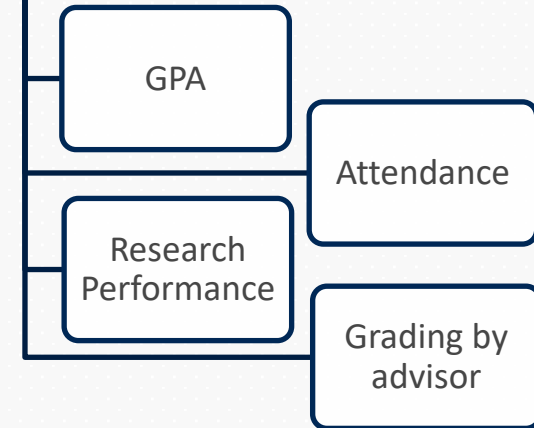 GPA
Attendance
Research
Performance
Grading by
advisor